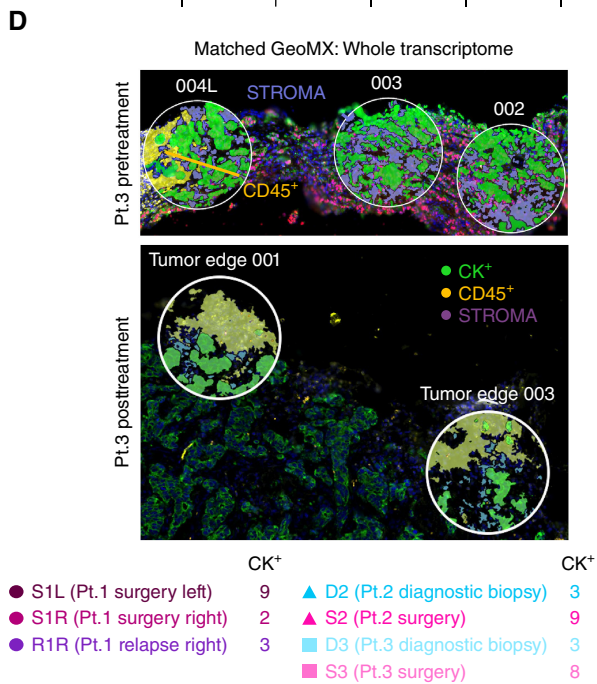 D
Matched GeoMX: Whole transcriptome
Pt.3 pretreatment
004L
STROMA
003
002
CD45+
Pt.3 posttreatment
Tumor edge 001
CK+
CD45+
STROMA
Tumor edge 003
CK+ CK+
S1L (Pt.1 surgery left) 9 D2 (Pt.2 diagnostic biopsy) 3
S1R (Pt.1 surgery right) 2 S2 (Pt.2 surgery) 9
R1R (Pt.1 relapse right) 3 D3 (Pt.3 diagnostic biopsy) 3
S3 (Pt.3 surgery) 8